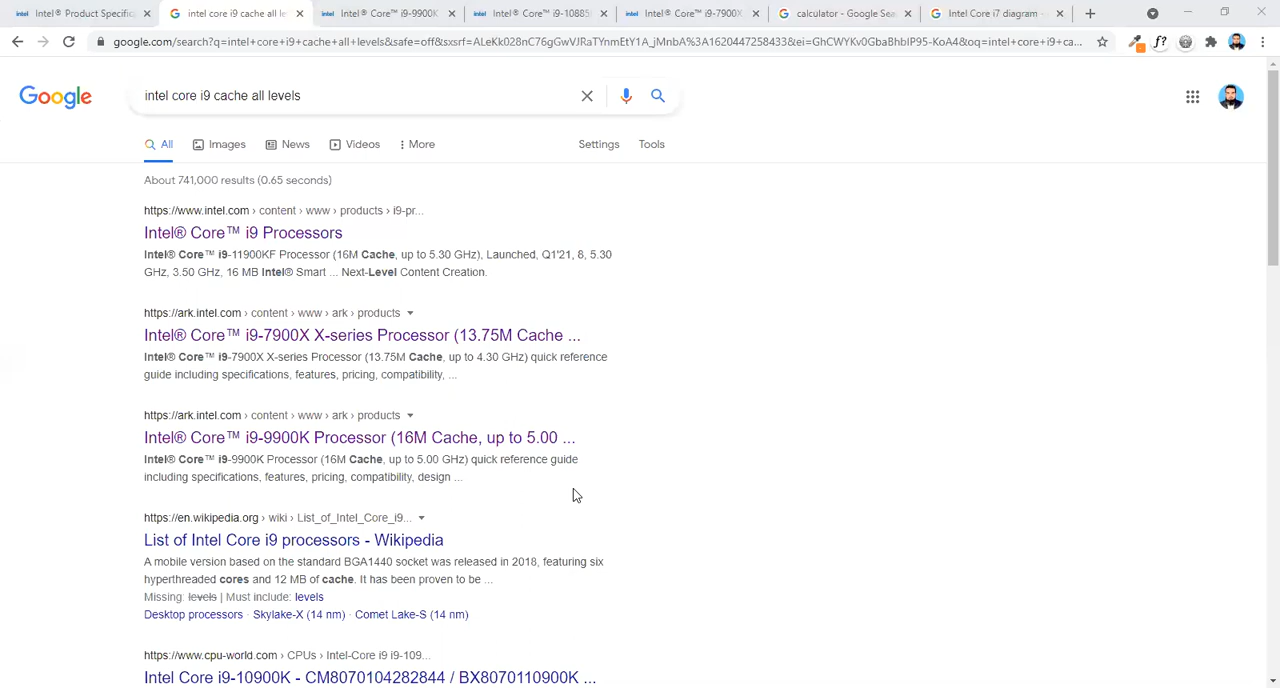 intel Intel® Product Specific
intel core i9 cache all leve
intel Intel® Core™ i9-9900K
intel Intel® Core™ i9-10885
intel Intel® Core™ i9-7900X
calculator - Google Sea
Intel Core i7 diagram -
google.com/search?q=intel+core+i9+cache+all+levels&safe=off&sxsrf=ALeKk028nC76gGwVJRaTYnmEtY1A_jMnbA%3A1620447258433&ei=GhCWYKv0GbaBhbIP95-KoA4&oq=intel+core+i9+ca...
f?
Google
intel core i9 cache all levels
All
Images
News
Videos
More
Settings
Tools
About 741,000 results (0.65 seconds)
https://www.intel.com › content › www › products › i9-pr...
Intel® Core™ i9 Processors
Intel® Core™ i9-11900KF Processor (16M Cache, up to 5.30 GHz), Launched, Q1'21, 8, 5.30
GHz, 3.50 GHz, 16 MB Intel® Smart ... Next-Level Content Creation.
https://ark.intel.com › content › www › ark › products
Intel® Core™ i9-7900X X-series Processor (13.75M Cache ...
Intel® Core™ i9-7900X X-series Processor (13.75M Cache, up to 4.30 GHz) quick reference
guide including specifications, features, pricing, compatibility, ...
https://ark.intel.com › content › www › ark › products
Intel® Core™ i9-9900K Processor (16M Cache, up to 5.00 ...
Intel® Core™ i9-9900K Processor (16M Cache, up to 5.00 GHz) quick reference guide
including specifications, features, pricing, compatibility, design ...
https://en.wikipedia.org › wiki › List_of_Intel_Core_i9...
List of Intel Core i9 processors - Wikipedia
A mobile version based on the standard BGA1440 socket was released in 2018, featuring six
hyperthreaded cores and 12 MB of cache. It has been proven to be ...
Missing: levels | Must include: levels
Desktop processors · Skylake-X (14 nm) · Comet Lake-S (14 nm)
https://www.cpu-world.com › CPUs › Intel-Core i9 i9-109...
Intel Core i9-10900K - CM8070104282844 / BX8070110900K ...